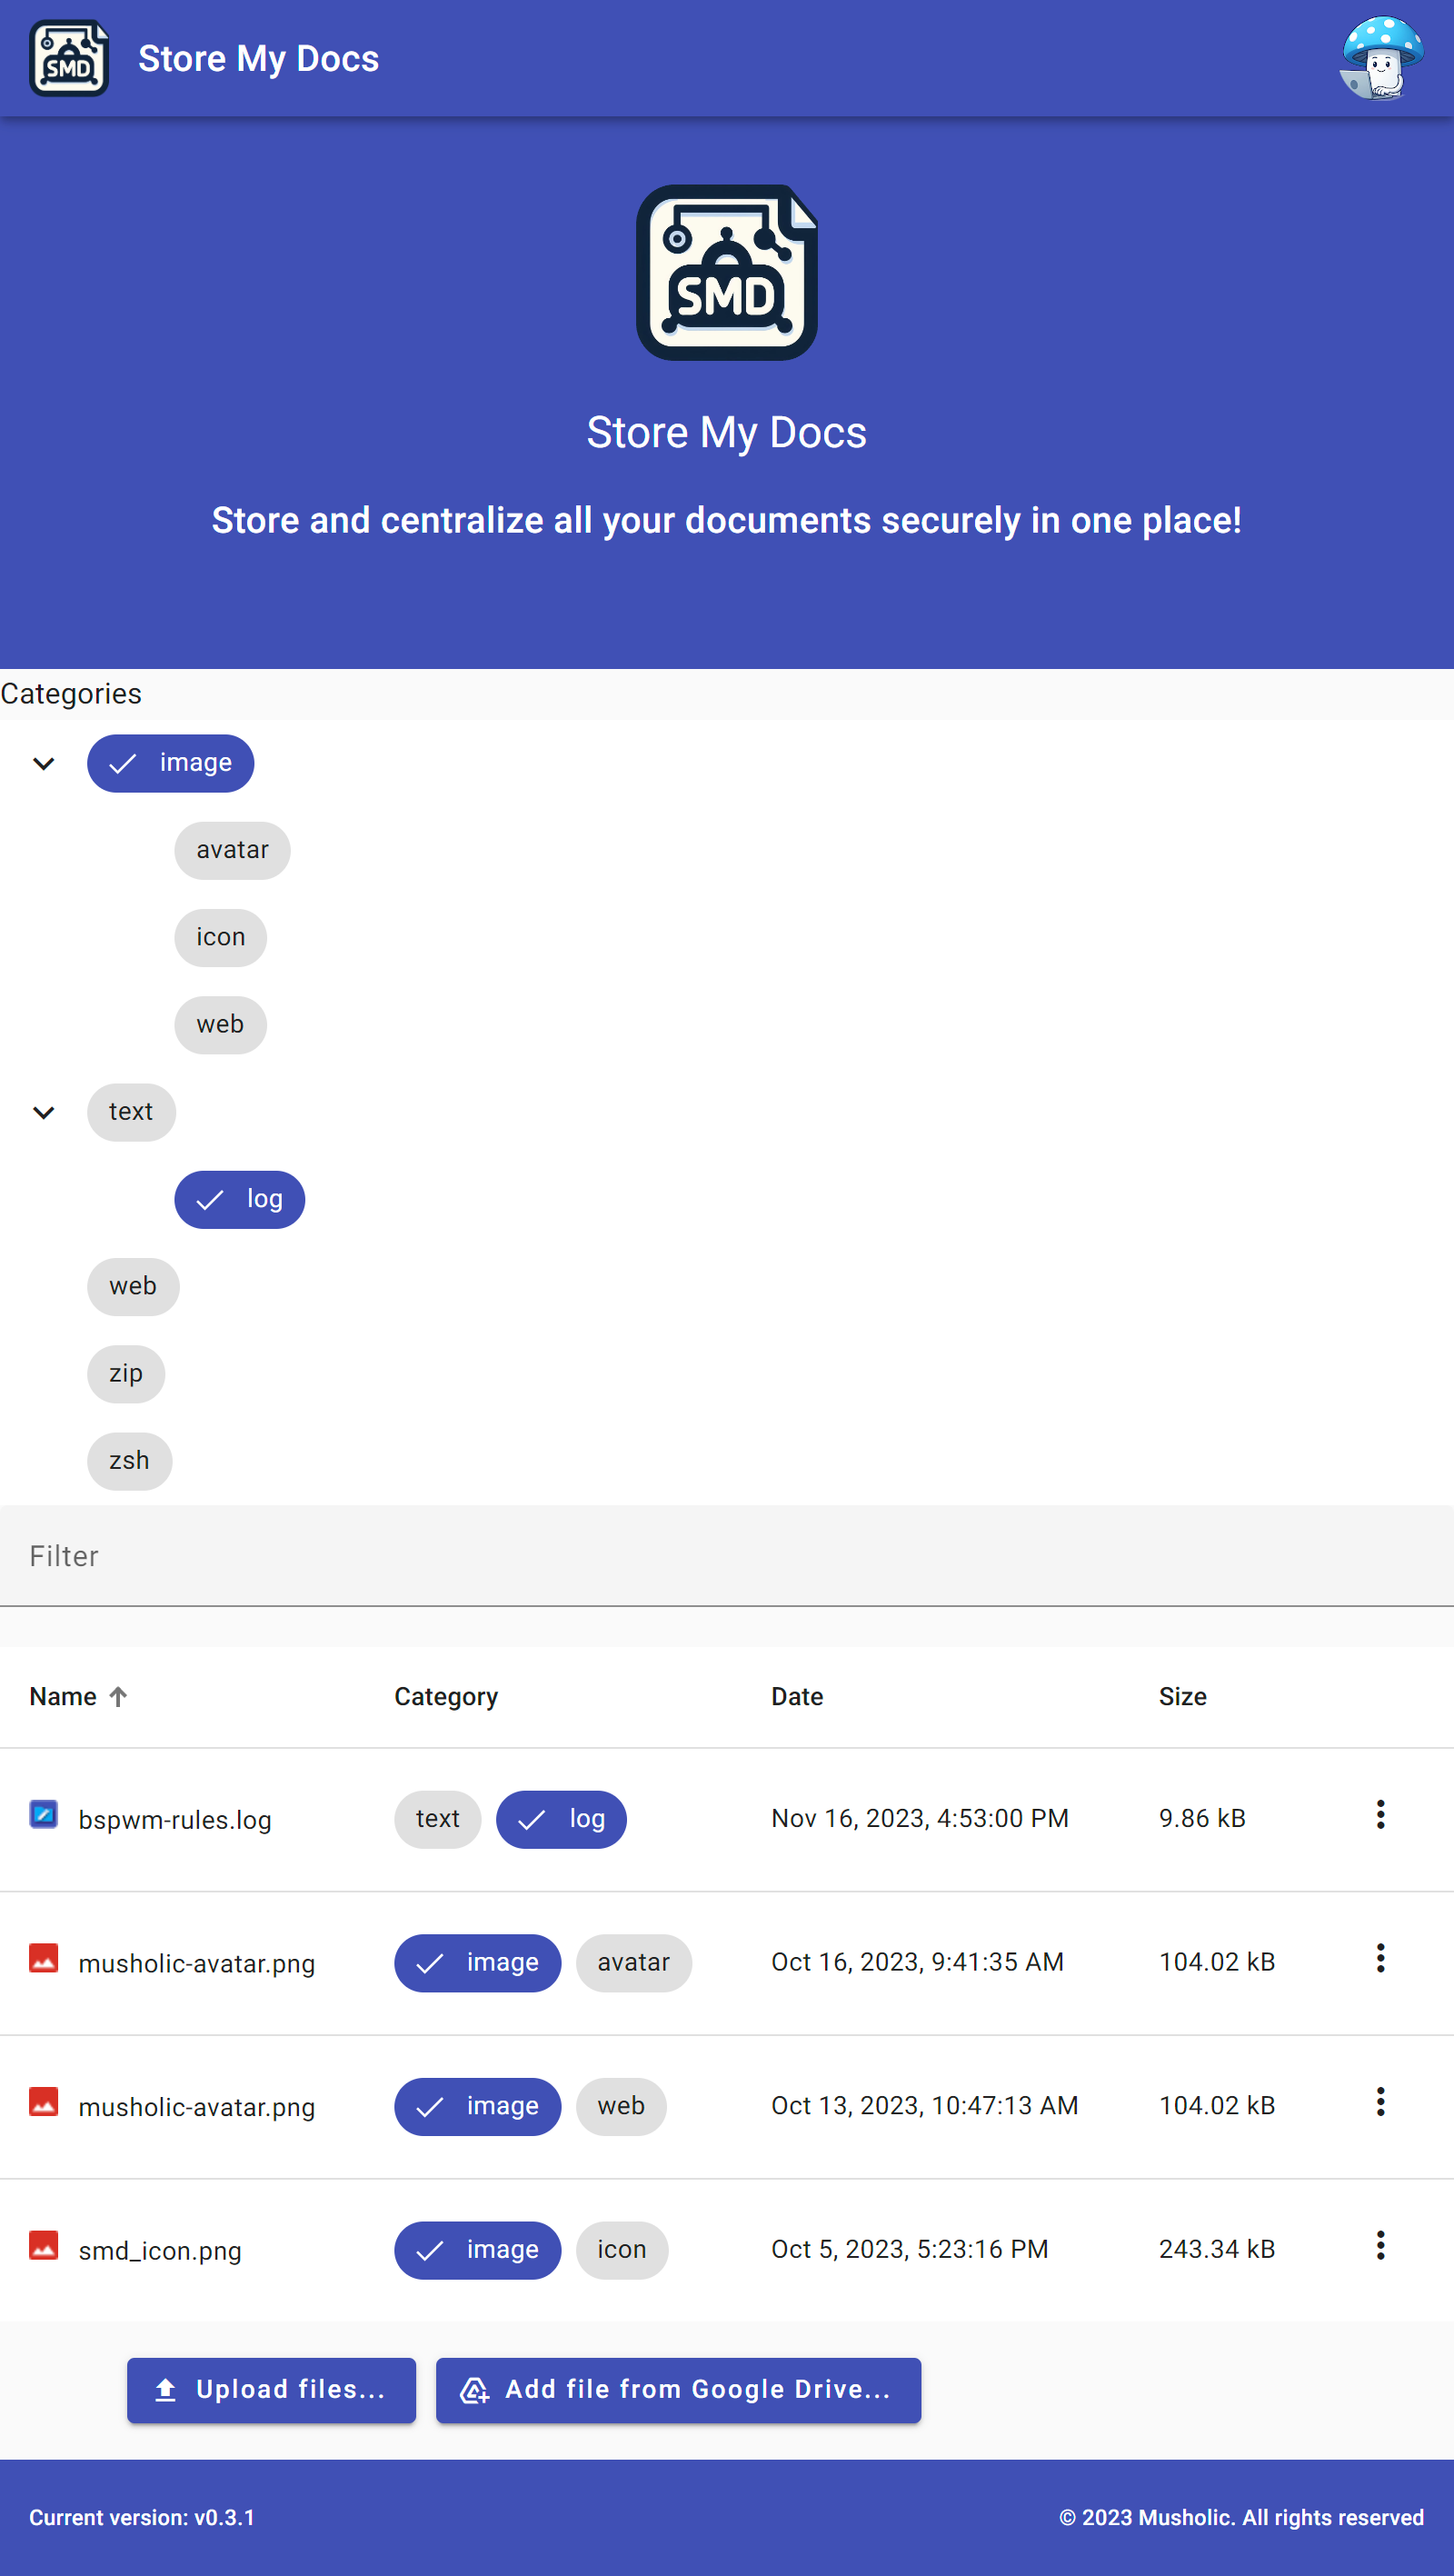 SMD Store My Docs
SMD
Store My Docs
Store and centralize all your documents securely in one place!
Categories
image
avatar
icon
web
text
log
web
zip
zsh
Filter
Name Category Date Size
bspwm-rules.log text log Nov 16, 2023, 4:53:00 PM 9.86 kB
musholic-avatar.png image avatar Oct 16, 2023, 9:41:35 AM 104.02 kB
musholic-avatar.png image web Oct 13, 2023, 10:47:13 AM 104.02 kB
smd_icon.png image icon Oct 5, 2023, 5:23:16 PM 243.34 kB
Upload files... Add file from Google Drive...
Current version: v0.3.1 © 2023 Musholic. All rights reserved